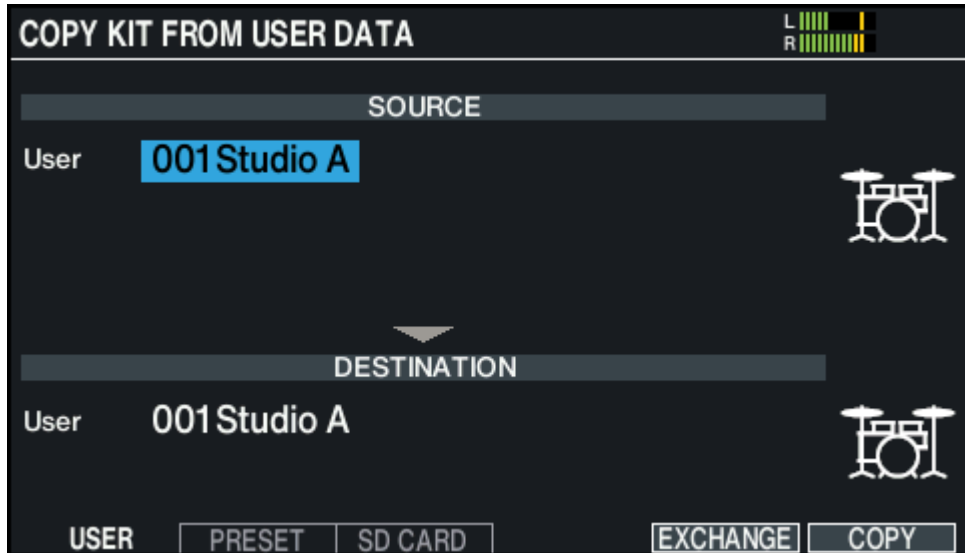 COPY KIT FROM USER DATA
L
R
SOURCE
User 001 Studio A
DESTINATION
User 001 Studio A
USER PRESET SD CARD EXCHANGE COPY